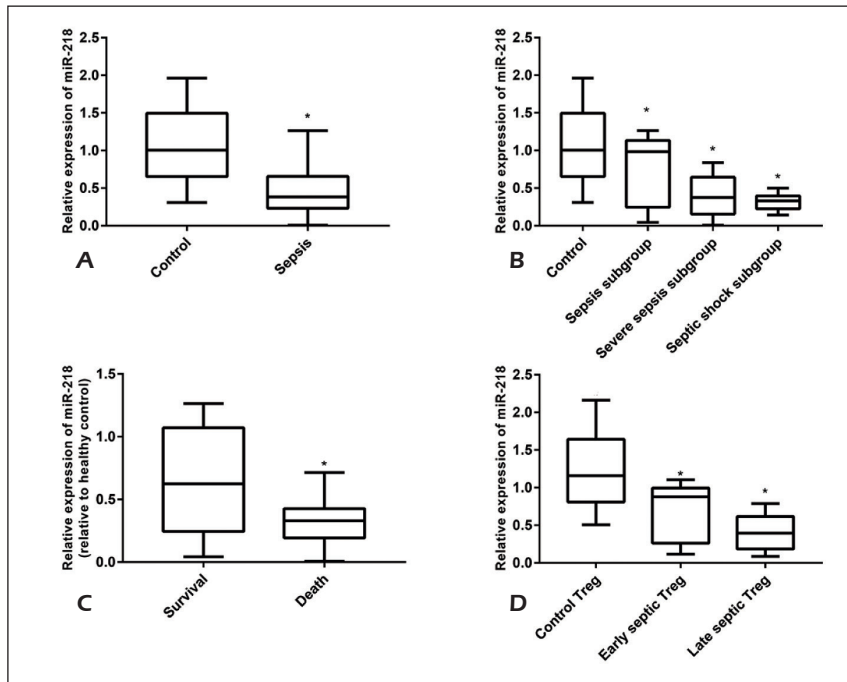 Relative expression of miR-218
2.5
2.0
1.5
1.0
0.5
0.0
*
Control
Sepsis
A
Relative expression of miR-218
2.5
2.0
1.5
1.0
0.5
0.0
*
*
*
Control
Sepsis subgroup
Severe sepsis subgroup
Septic shock subgroup
B
Relative expression of miR-218
(relative to healthy control)
1.5
1.0
0.5
0.0
*
Survival
Death
C
Relative expression of miR-218
2.5
2.0
1.5
1.0
0.5
0.0
*
*
Control Treg
Early septic Treg
Late septic Treg
D